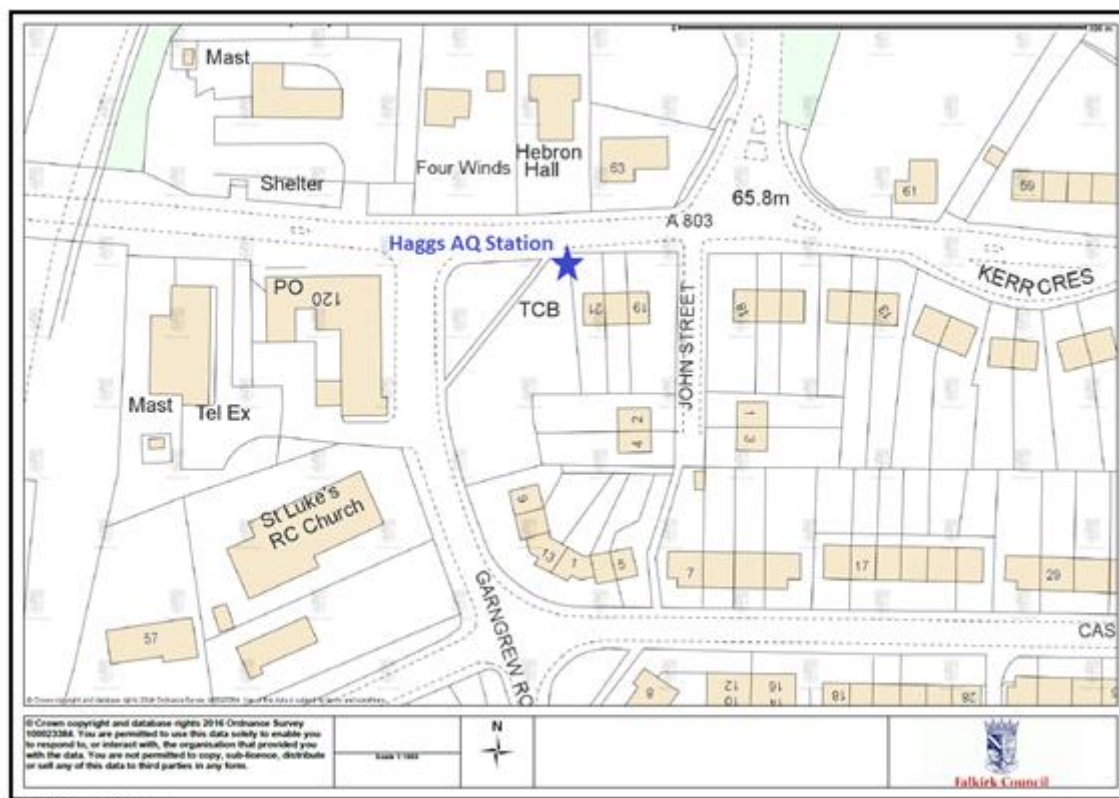 Mast
Four Winds
Hebron
Hall
63
Shelter
65.8m
61
59
A 803
Haggs AQ Station
KERR CRES
PO
120
TCB
21
19
JOHN STREET
13
Mast
Tel Ex
2
4
1
3
St Luke's
RC Church
9
13
1
5
7
17
29
GARNGREW RO
CAS
57
8
12
16
10
14
18
28
© Crown copyright and database rights 2016 Ordnance Survey
100023384. You are permitted to use this data solely to enable you
to respond to, or interact with, the organisation that provided you
with the data. You are not permitted to copy, sub-licence, distribute
or sell any of this data to third parties in any form.
N
Falkirk Council